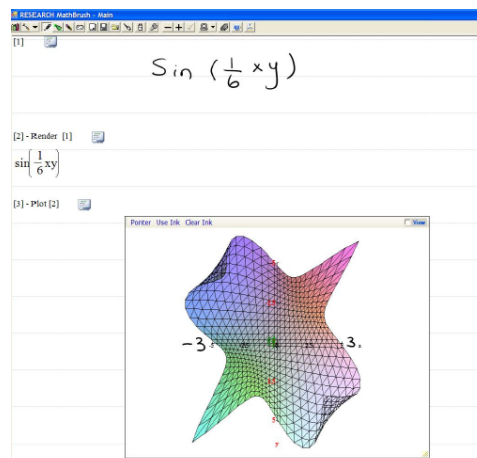 RESEARCH MathBrush - Main
[1]
Sin (1/6 xy)
[2] - Render [1]
sin(1/6 xy)
[3] - Plot [2]
Pointer Use Ink Clear Ink View
-3 3
5
y